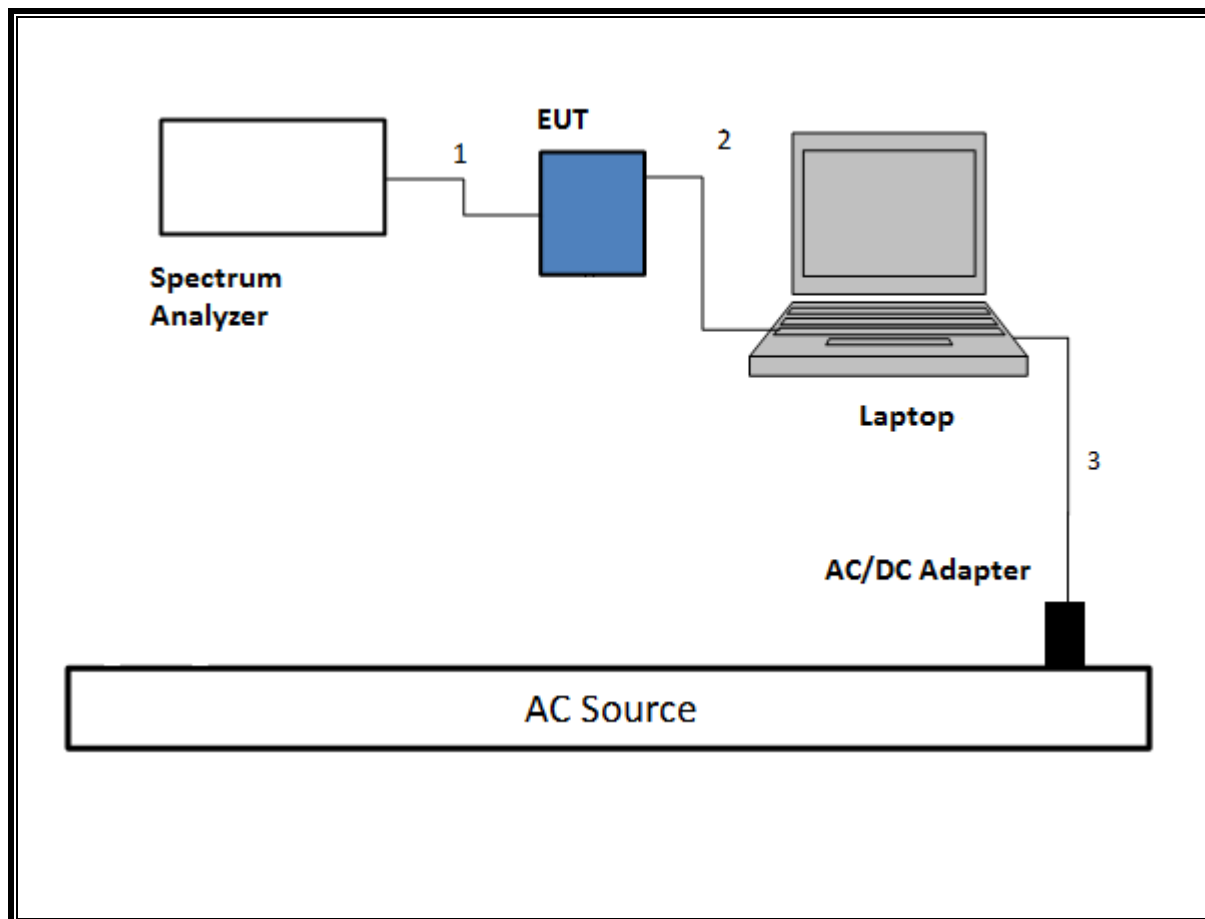 EUT
1
2
Spectrum
Analyzer
Laptop
3
AC/DC Adapter
AC Source